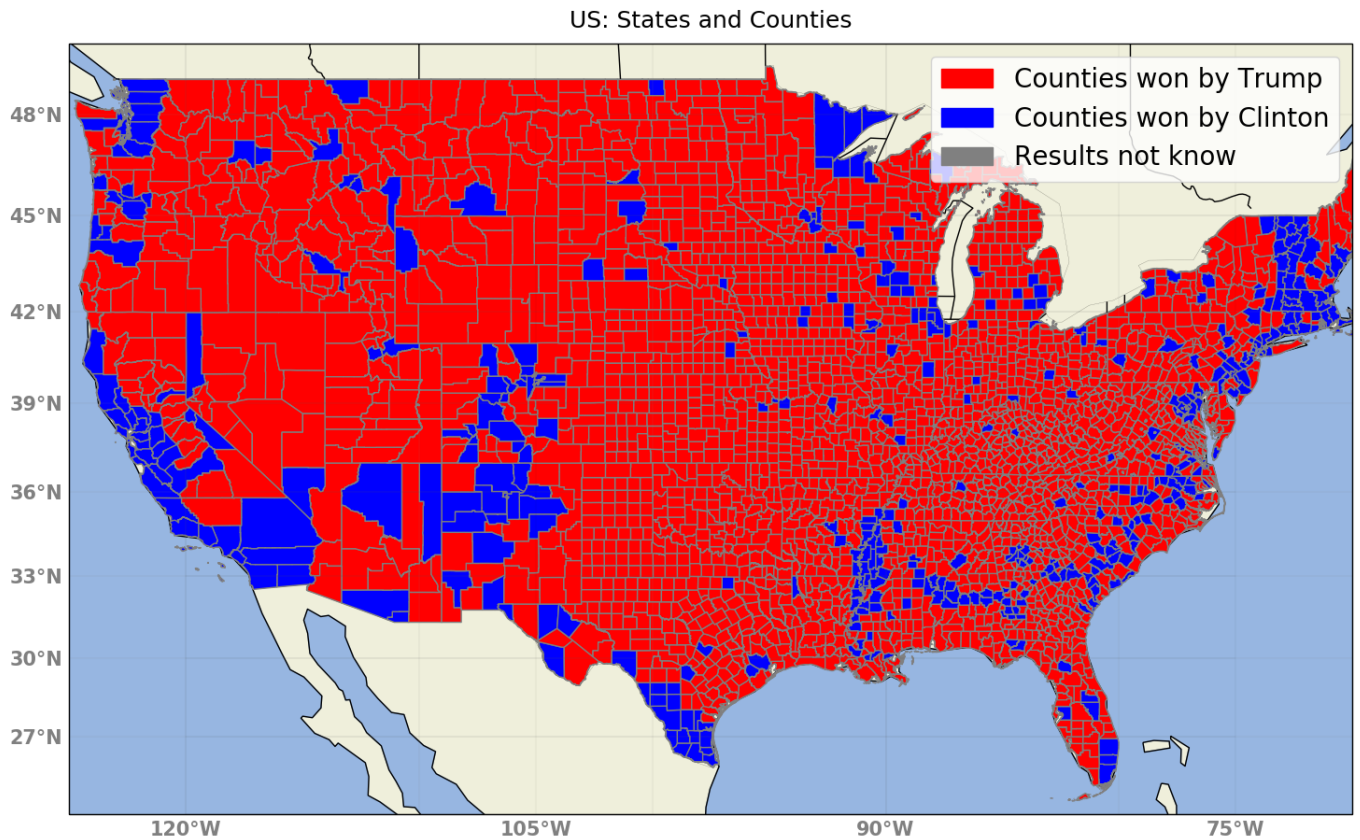 US: States and Counties
Counties won by Trump
Counties won by Clinton
Results not know
48°N
45°N
42°N
39°N
36°N
33°N
30°N
27°N
120°W
105°W
90°W
75°W